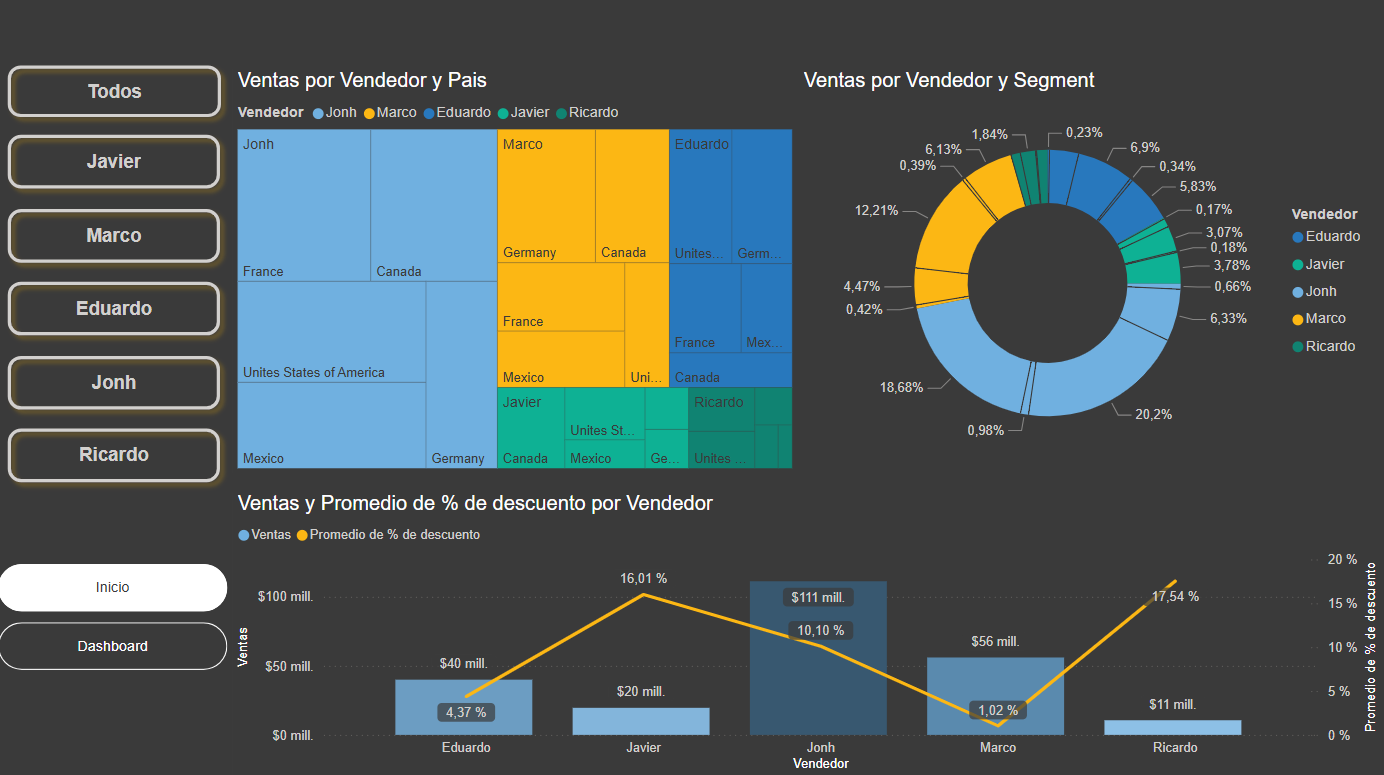 Todos
Javier
Marco
Eduardo
Jonh
Ricardo
Inicio
Dashboard
Ventas por Vendedor y Pais
Vendedor Jonh Marco Eduardo Javier Ricardo
Jonh
France
Canada
Unites States of America
Mexico
Germany
Marco
Germany
Canada
France
Mexico
Uni...
Eduardo
Unites...
Germ...
France
Mex...
Canada
Javier
Canada
Unites St...
Mexico
Ge...
Ricardo
Unites ...
Ventas por Vendedor y Segment
0,23%
6,9%
0,34%
5,83%
0,17%
3,07%
0,18%
3,78%
0,66%
6,33%
20,2%
0,98%
18,68%
0,42%
4,47%
12,21%
0,39%
6,13%
1,84%
Vendedor
Eduardo
Javier
Jonh
Marco
Ricardo
Ventas y Promedio de % de descuento por Vendedor
Ventas Promedio de % de descuento
Ventas
$100 mill.
$50 mill.
$0 mill.
$40 mill.
4,37 %
16,01 %
$20 mill.
$111 mill.
10,10 %
$56 mill.
1,02 %
17,54 %
$11 mill.
20 %
15 %
10 %
5 %
0 %
Promedio de % de descuento
Eduardo Javier Jonh Marco Ricardo
Vendedor